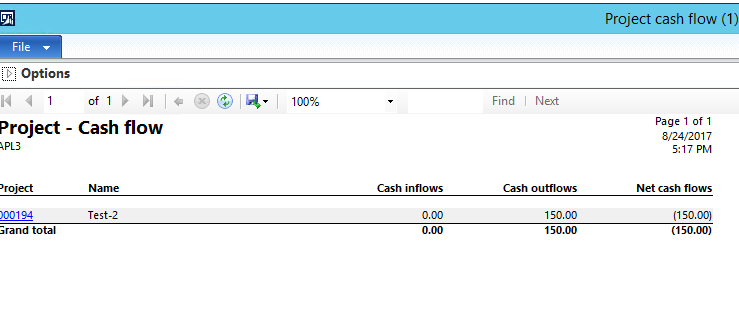 Project cash flow (1)
File
Options
1 of 1 100% Find Next
Project - Cash flow
Page 1 of 1
APL3
8/24/2017
5:17 PM
Project Name Cash inflows Cash outflows Net cash flows
000194 Test-2 0.00 150.00 (150.00)
Grand total 0.00 150.00 (150.00)